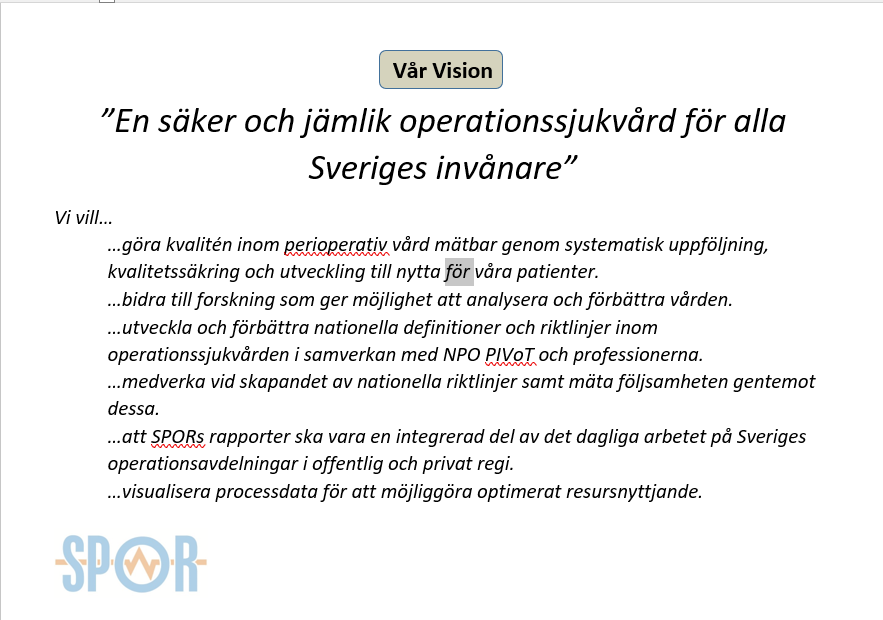 Vår Vision
”En säker och jämlik operationssjukvård för alla
Sveriges invånare”
Vi vill...
...göra kvalitén inom perioperativ vård mätbar genom systematisk uppföljning,
kvalitetssäkring och utveckling till nytta för våra patienter.
...bidra till forskning som ger möjlighet att analysera och förbättra vården.
...utveckla och förbättra nationella definitioner och riktlinjer inom
operationssjukvården i samverkan med NPO PIVoT och professionerna.
...medverka vid skapandet av nationella riktlinjer samt mäta följsamheten gentemot
dessa.
...att SPORs rapporter ska vara en integrerad del av det dagliga arbetet på Sveriges
operationsavdelningar i offentlig och privat regi.
...visualisera processdata för att möjliggöra optimerat resursnyttjande.
SPOR